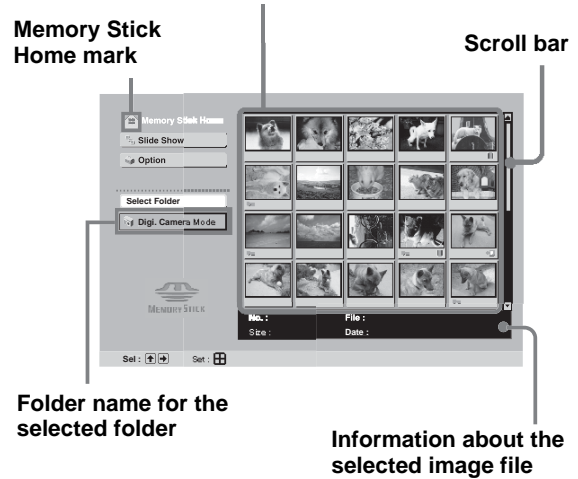 Memory Stick
Home mark
Scroll bar
Memory Stick Home
Slide Show
Option
Select Folder
Digi. Camera Mode
MEMORY STICK
No. :
File :
Size :
Date :
Sel :
Set :
Folder name for the
selected folder
Information about the
selected image file